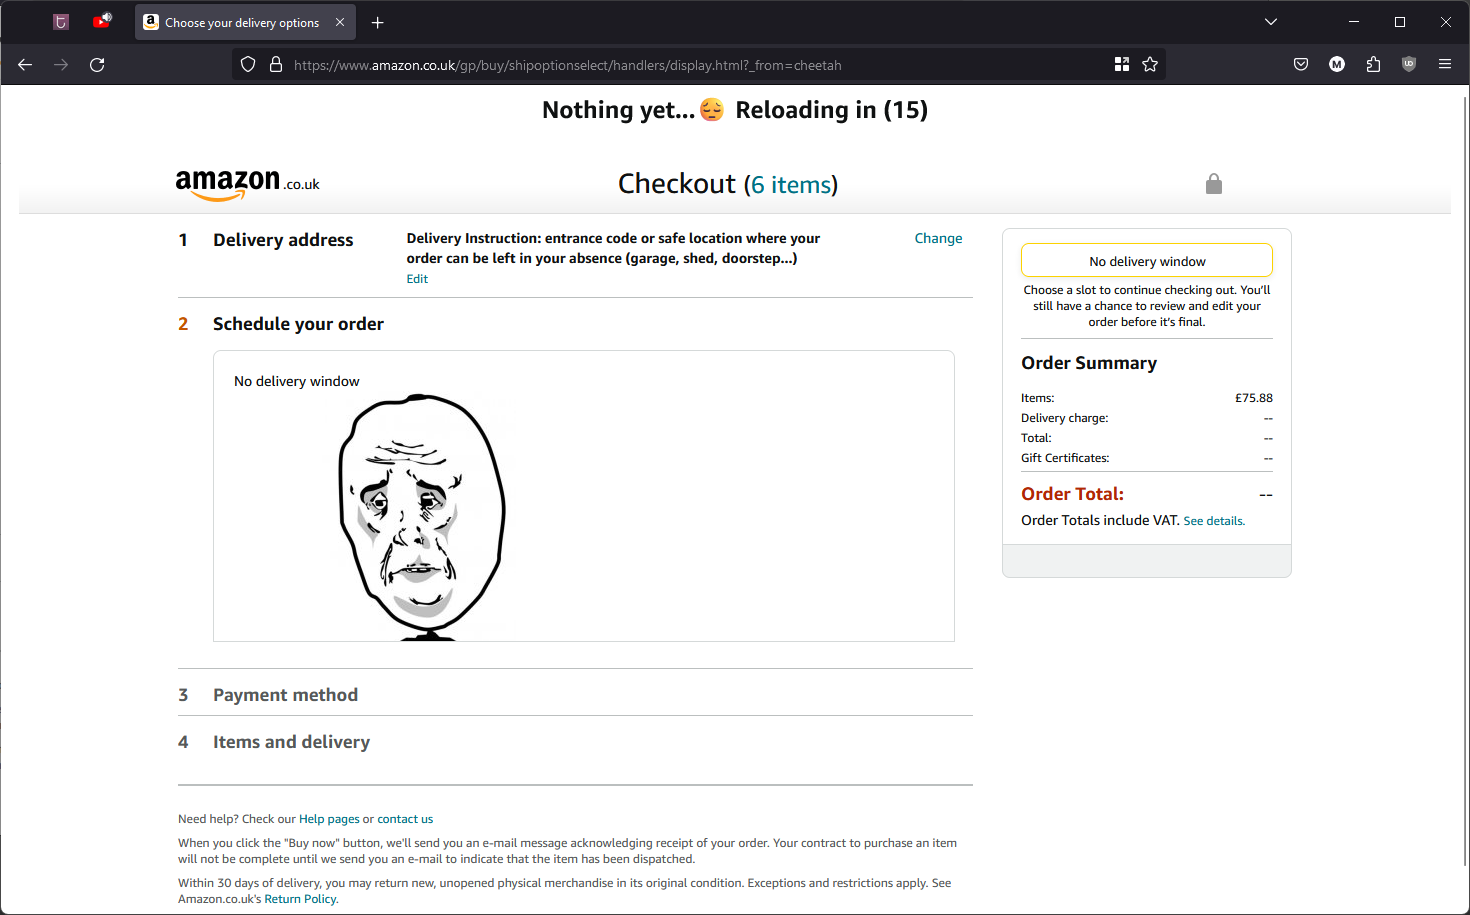 Choose your delivery options
https://www.amazon.co.uk/gp/buy/shipoptionselect/handlers/display.html?_from=cheetah
Nothing yet...😔 Reloading in (15)
amazon.co.uk
Checkout (6 items)
1 Delivery address
Delivery Instruction: entrance code or safe location where your
order can be left in your absence (garage, shed, doorstep...)
Edit
Change
2 Schedule your order
No delivery window
3 Payment method
4 Items and delivery
No delivery window
Choose a slot to continue checking out. You'll
still have a chance to review and edit your
order before it's final.
Order Summary
Items: £75.88
Delivery charge: --
Total: --
Gift Certificates: --
Order Total: --
Order Totals include VAT. See details.
Need help? Check our Help pages or contact us
When you click the "Buy now" button, we'll send you an e-mail message acknowledging receipt of your order. Your contract to purchase an item
will not be complete until we send you an e-mail to indicate that the item has been dispatched.
Within 30 days of delivery, you may return new, unopened physical merchandise in its original condition. Exceptions and restrictions apply. See
Amazon.co.uk's Return Policy.